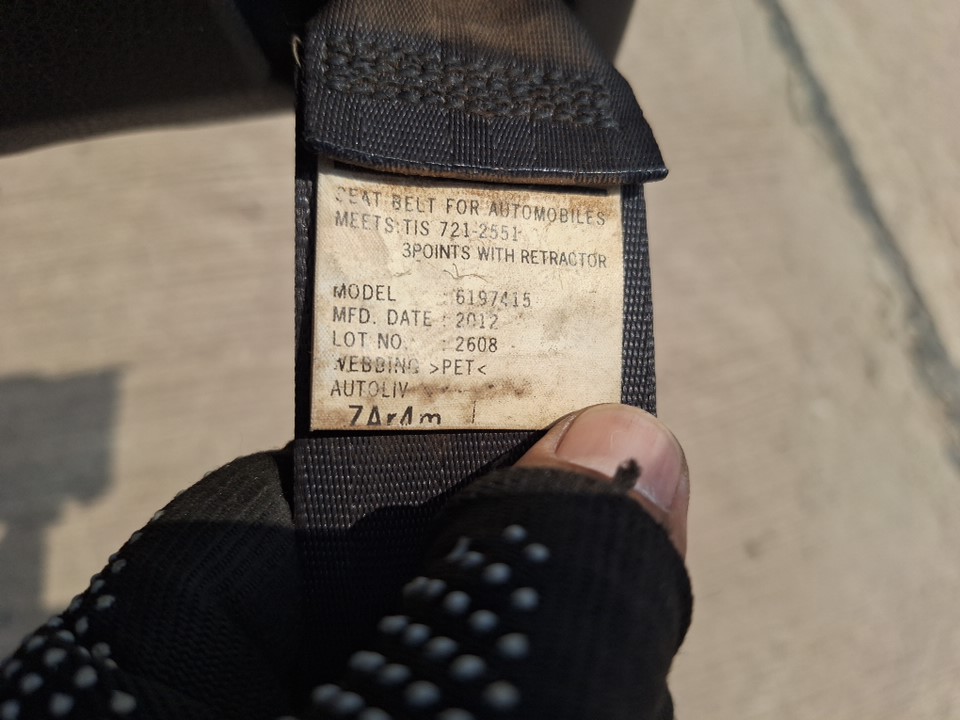 SEAT BELT FOR AUTOMOBILES
MEETS TIS 721-2551
3POINTS WITH RETRACTOR
MODEL : 6197415
MFD. DATE : 2012
LOT NO. : 2608
WEBBING >PET<
AUTOLIV
7Ar4m